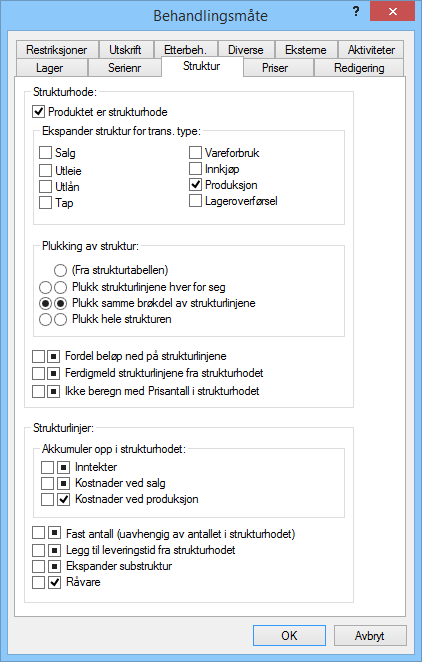 Behandlingsmåte
Restriksjoner Utskrift Etterbeh. Diverse Eksterne Aktiviteter
Lager Serienr Struktur Priser Redigering
Strukturhode:
Produktet er strukturhode
Ekspander struktur for trans. type:
Salg Vareforbruk
Utleie Innkjøp
Utlån Produksjon
Tap Lageroverførsel
Plukking av struktur:
(Fra strukturtabellen)
Plukk strukturlinjene hver for seg
Plukk samme brøkdel av strukturlinjene
Plukk hele strukturen
Fordel beløp ned på strukturlinjene
Ferdigmeld strukturlinjene fra strukturhodet
Ikke beregn med Prisantall i strukturhodet
Strukturlinjer:
Akkumuler opp i strukturhodet:
Inntekter
Kostnader ved salg
Kostnader ved produksjon
Fast antall (uavhengig av antallet i strukturhodet)
Legg til leveringstid fra strukturhodet
Ekspander substruktur
Råvare
OK Avbryt